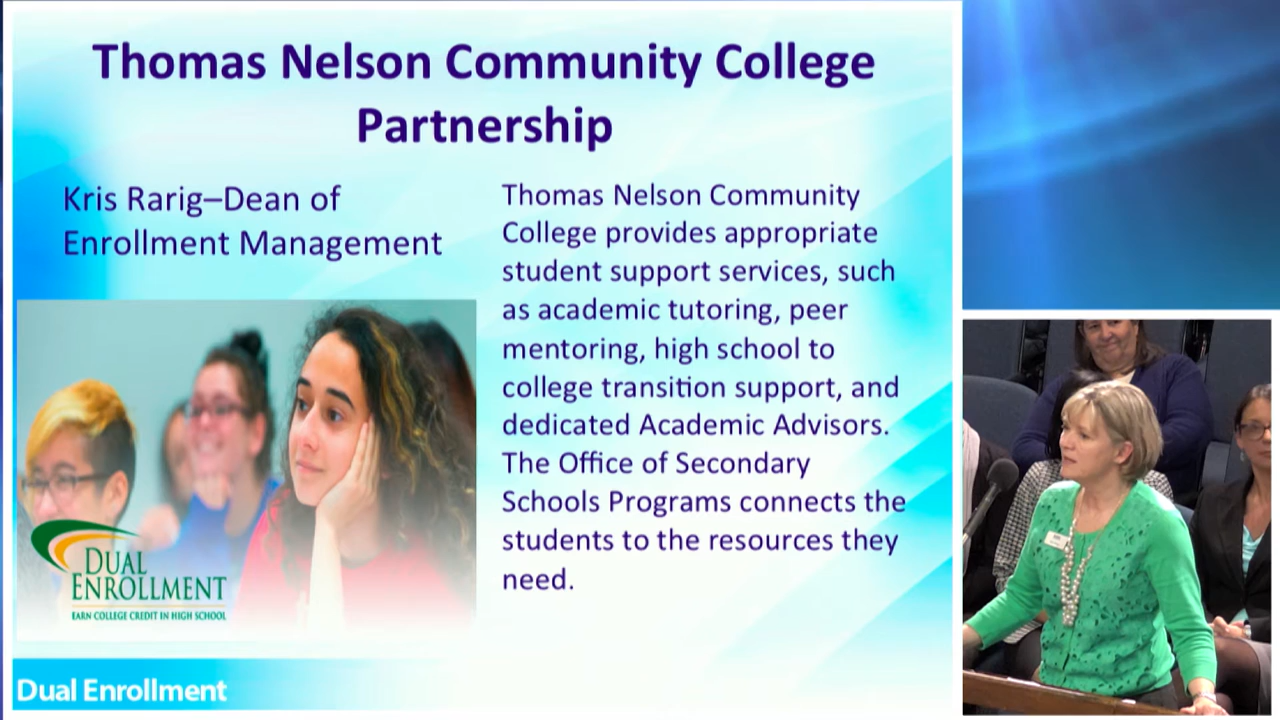 Thomas Nelson Community College
Partnership
Kris Rarig–Dean of
Enrollment Management
Thomas Nelson Community
College provides appropriate
student support services, such
as academic tutoring, peer
mentoring, high school to
college transition support, and
dedicated Academic Advisors.
The Office of Secondary
Schools Programs connects the
students to the resources they
need.
DUAL
ENROLLMENT
EARN COLLEGE CREDIT IN HIGH SCHOOL
Dual Enrollment